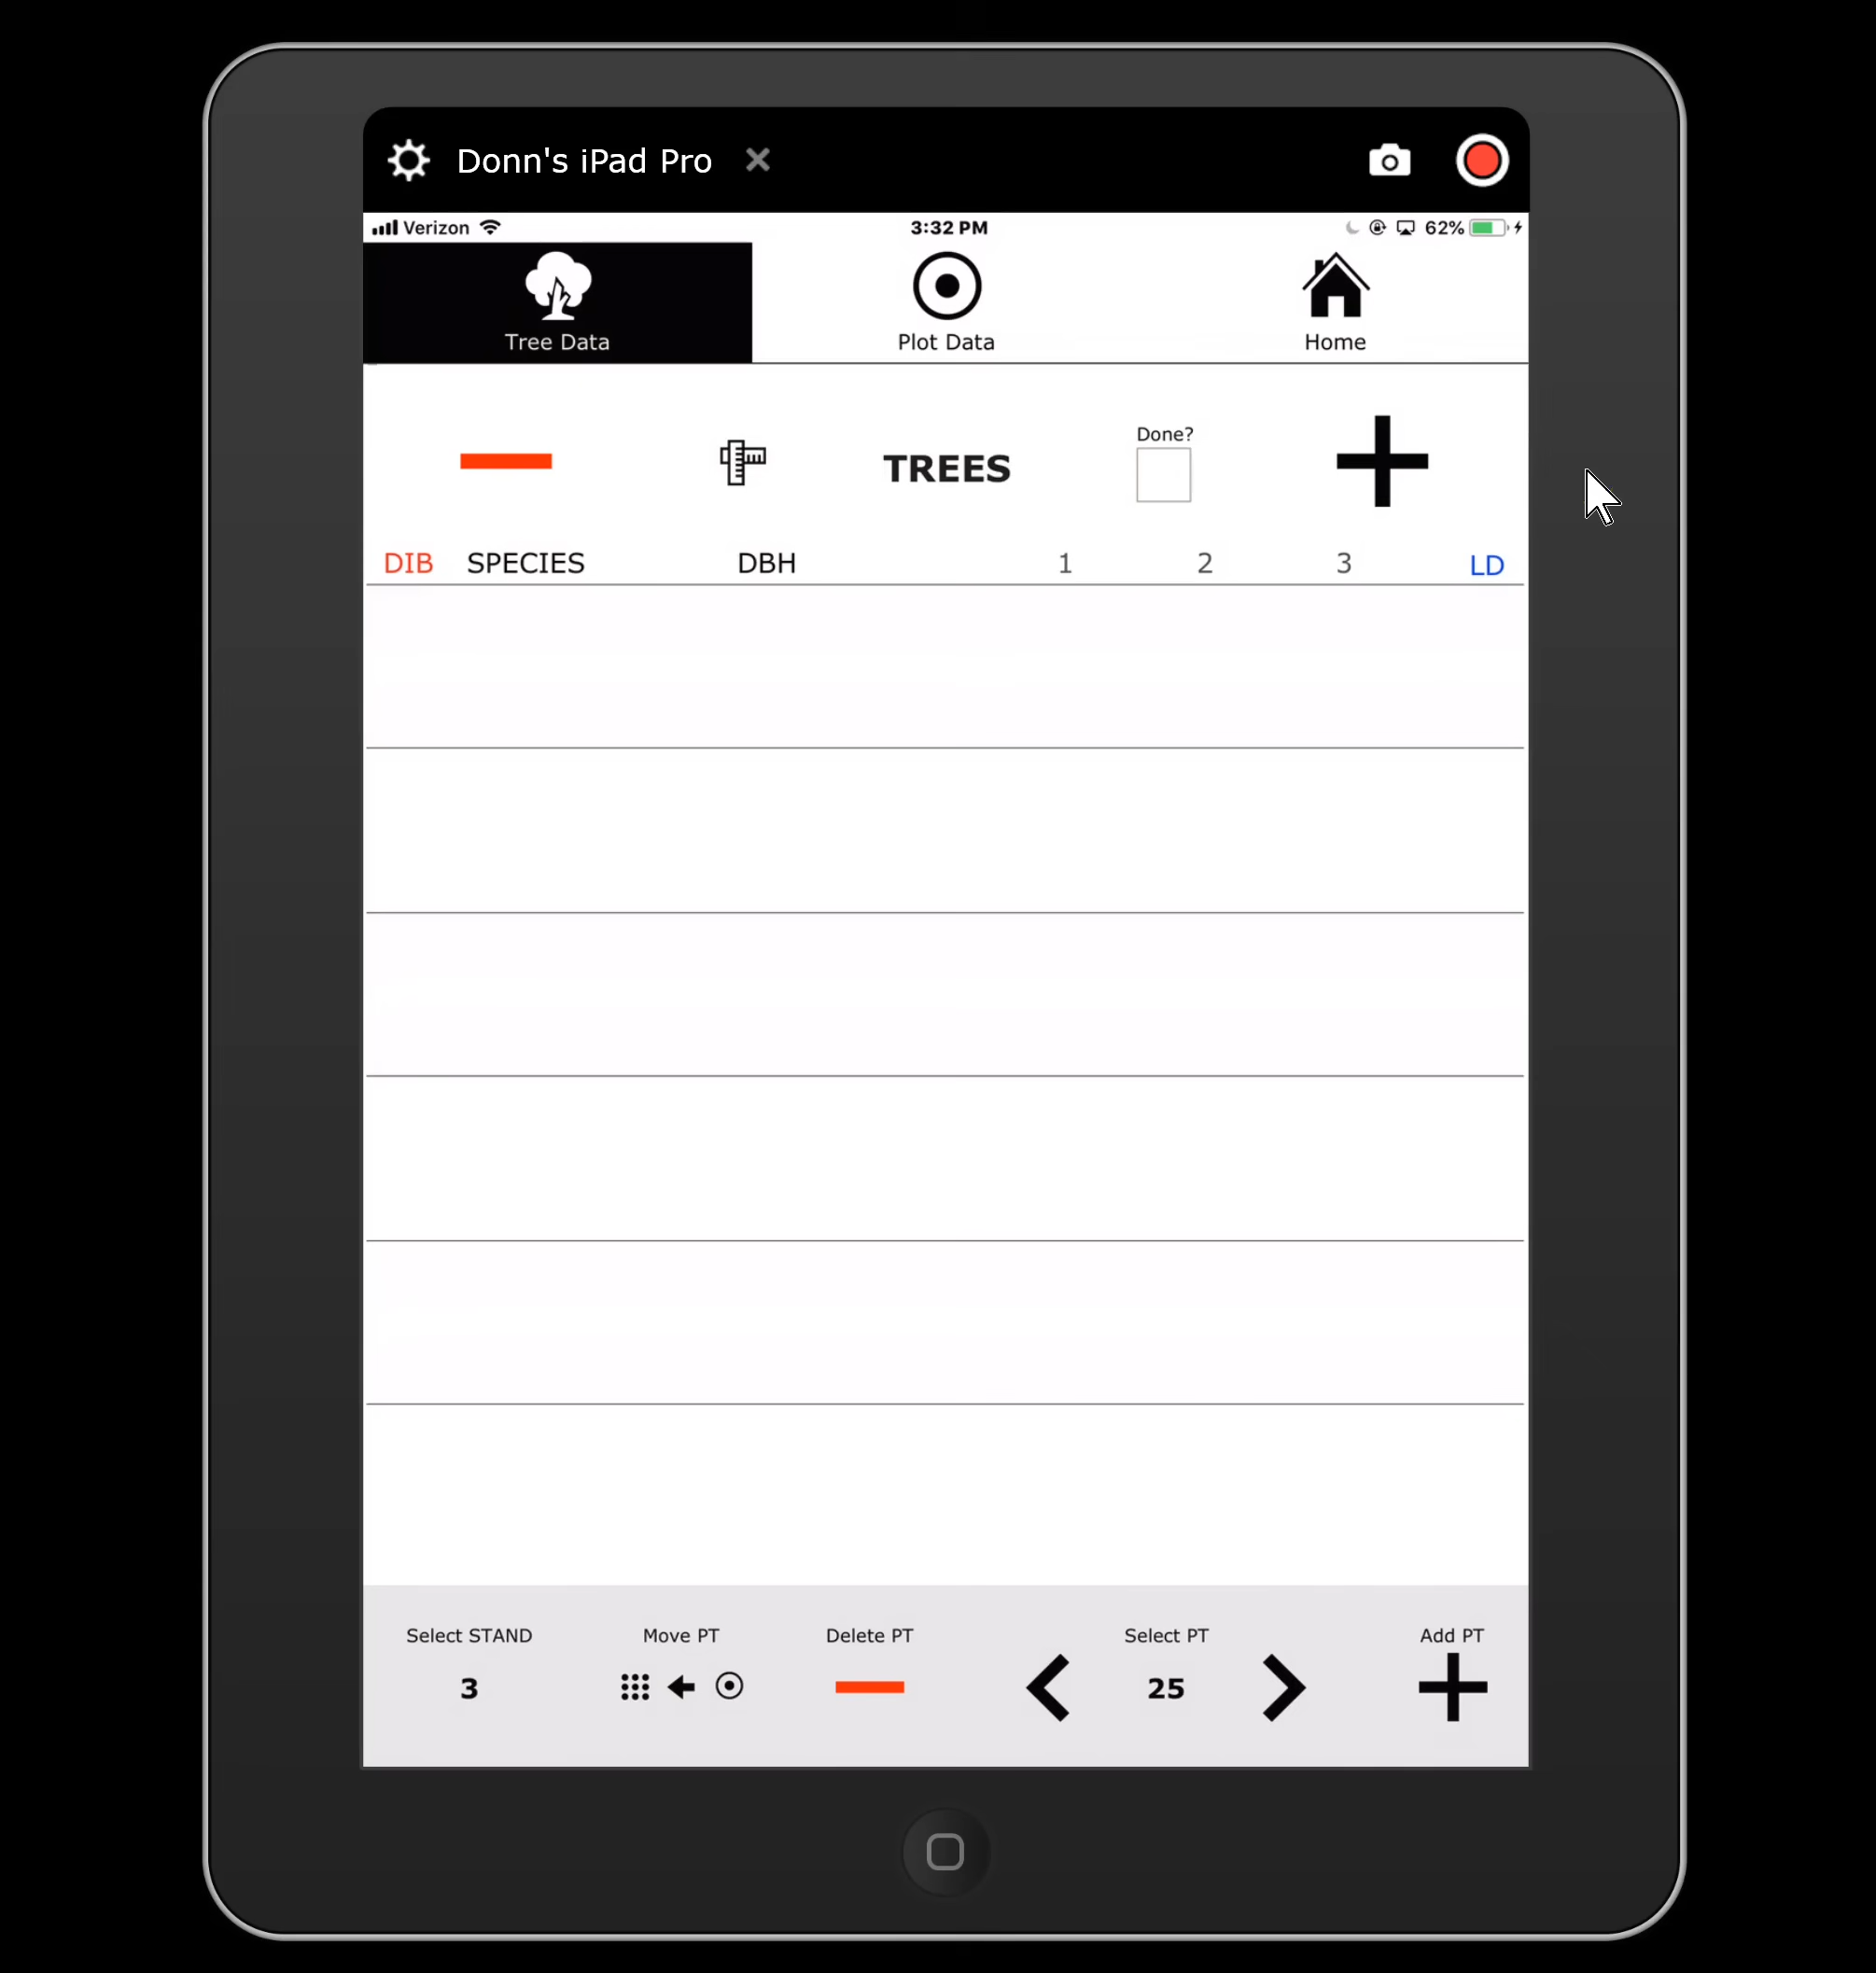 Donn's iPad Pro
Verizon 3:32 PM 62%
Tree Data Plot Data Home
TREES Done?
DIB SPECIES DBH 1 2 3 LD
Select STAND Move PT Delete PT Select PT Add PT
3 25